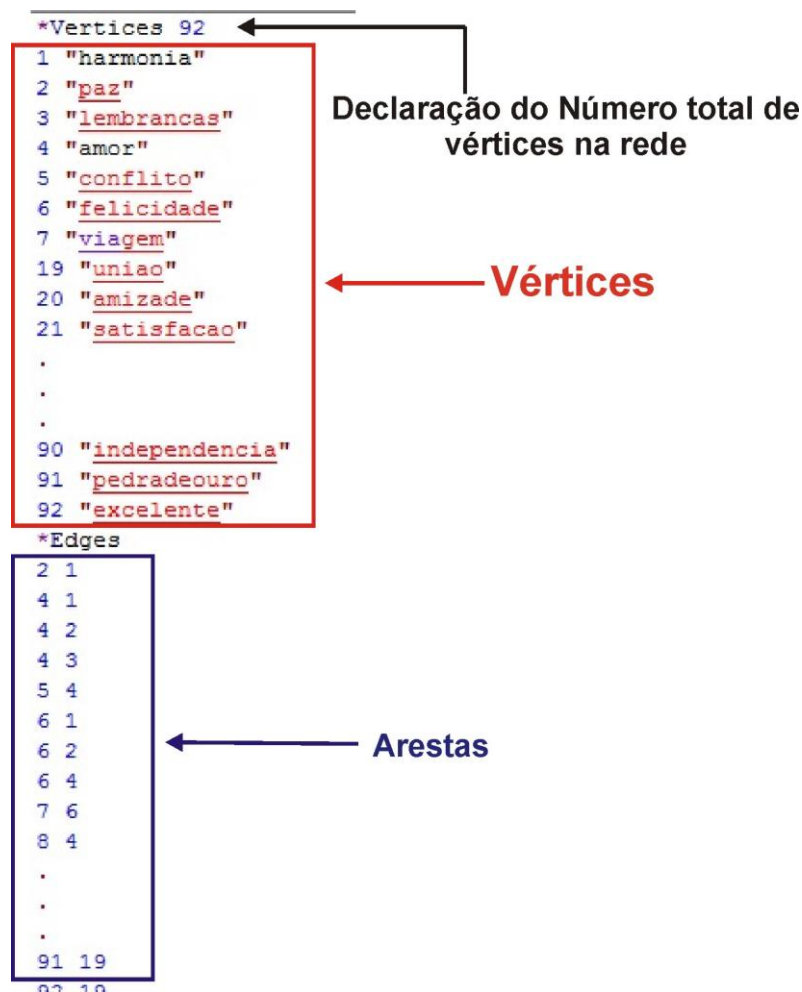 *Vertices 92
1 "harmonia"
2 "paz"
3 "lembrancas"
4 "amor"
5 "conflito"
6 "felicidade"
7 "viagem"
19 "uniao"
20 "amizade"
21 "satisfacao"
.
.
.
90 "independencia"
91 "pedradeouro"
92 "excelente"
Declaração do Número total de
vértices na rede
Vértices
*Edges
2 1
4 1
4 2
4 3
5 4
6 1
6 2
6 4
7 6
8 4
.
.
.
91 19
92 19
Arestas